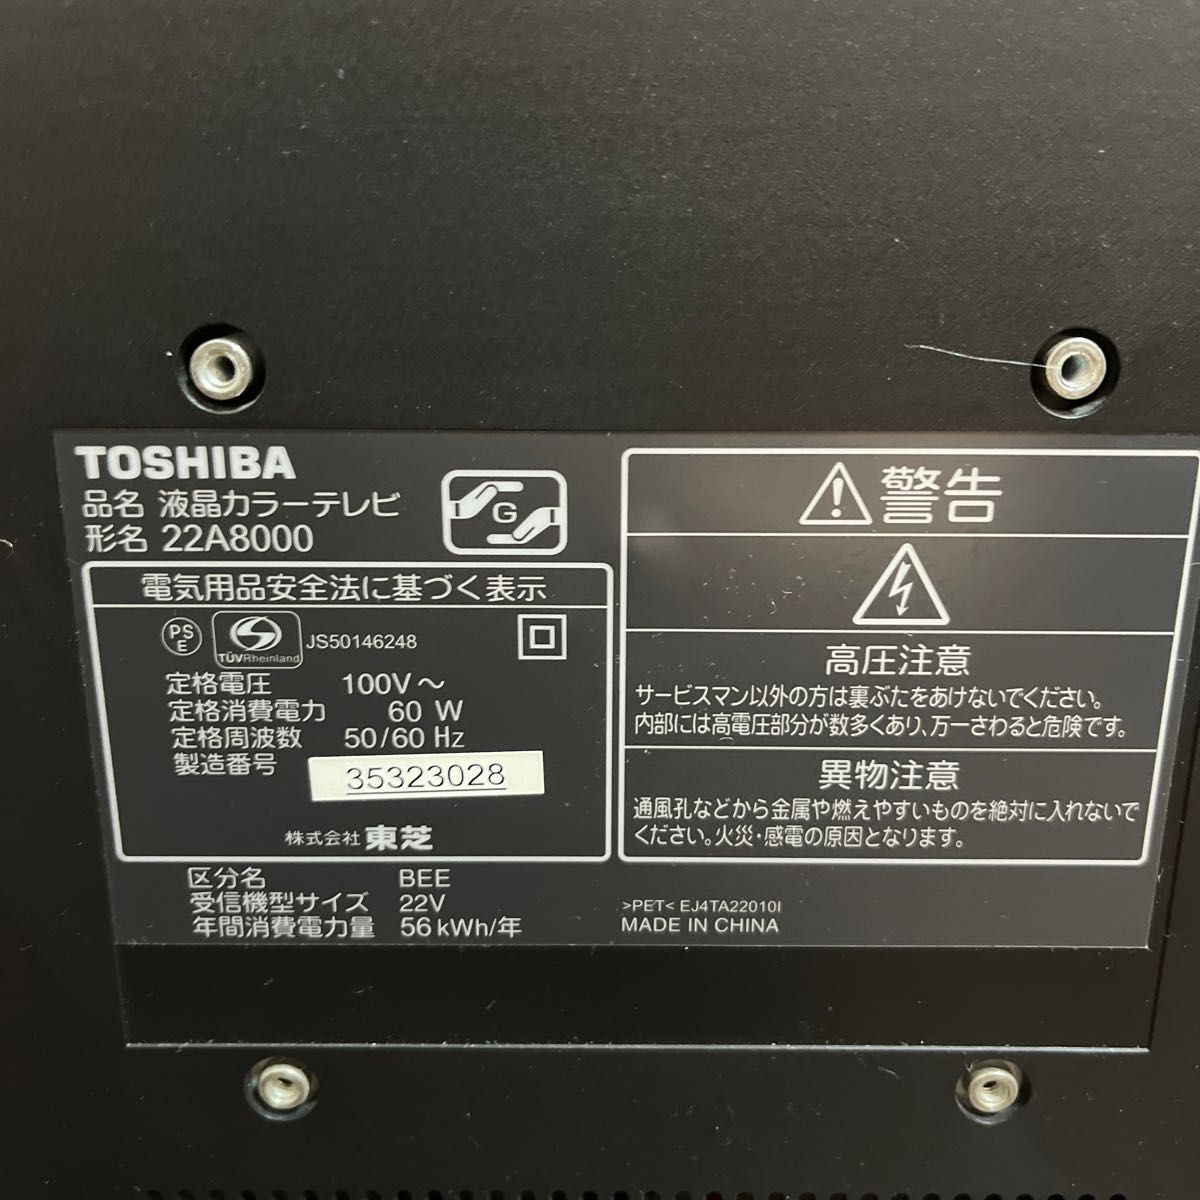 TOSHIBA
品名 液晶カラーテレビ
形名 22A8000
G
電気用品安全法に基づく表示
PS
E
TÜVRheinland
JS50146248
定格電圧 100V～
定格消費電力 60 W
定格周波数 50/60 Hz
製造番号 35323028
株式会社 東芝
区分名 BEE
受信機型サイズ 22V
年間消費電力量 56kWh/年
警告
高圧注意
サービスマン以外の方は裏ぶたをあけないでください。
内部には高電圧部分が数多くあり、万一さわると危険です。
異物注意
通風孔などから金属や燃えやすいものを絶対に入れないで
ください。火災・感電の原因となります。
>PET< EJ4TA22010I
MADE IN CHINA